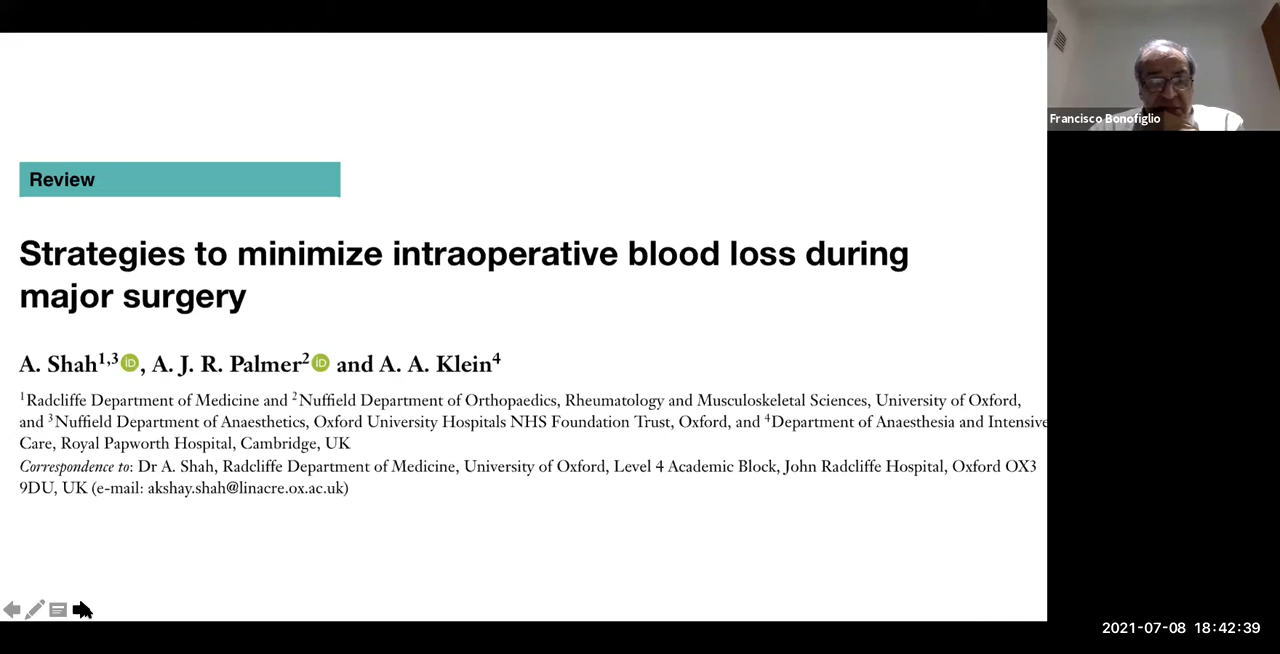 Review
Strategies to minimize intraoperative blood loss during
major surgery
A. Shah1,3 iD, A. J. R. Palmer2 iD and A. A. Klein4
1Radcliffe Department of Medicine and 2Nuffield Department of Orthopaedics, Rheumatology and Musculoskeletal Sciences, University of Oxford,
and 3Nuffield Department of Anaesthetics, Oxford University Hospitals NHS Foundation Trust, Oxford, and 4Department of Anaesthesia and Intensive
Care, Royal Papworth Hospital, Cambridge, UK
Correspondence to: Dr A. Shah, Radcliffe Department of Medicine, University of Oxford, Level 4 Academic Block, John Radcliffe Hospital, Oxford OX3
9DU, UK (e-mail: akshay.shah@linacre.ox.ac.uk)
Francisco Bonofiglio
2021-07-08 18:42:39